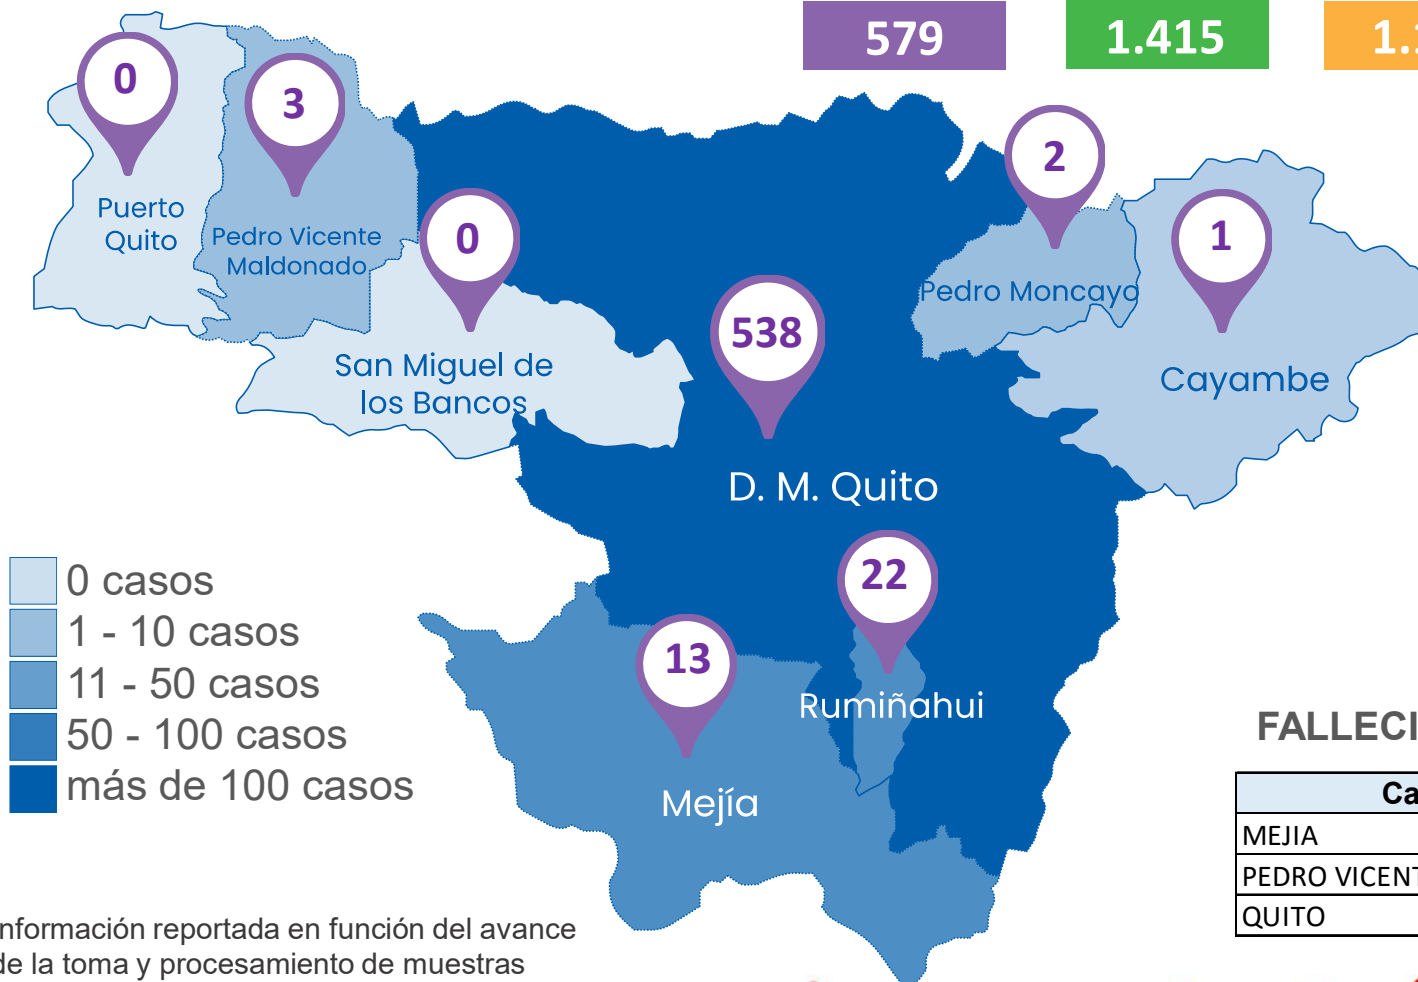 579
1.415
0
3
2
0
1
Puerto
Quito
Pedro Vicente
Maldonado
Pedro Moncayo
538
San Miguel de
los Bancos
Cayambe
D. M. Quito
0 casos
1 - 10 casos
11 - 50 casos
50 - 100 casos
más de 100 casos
22
13
Rumiñahui
Mejía
MEJIA
PEDRO
QUITO
nformación reportada en función del avance
de la toma y procesamiento de muestras